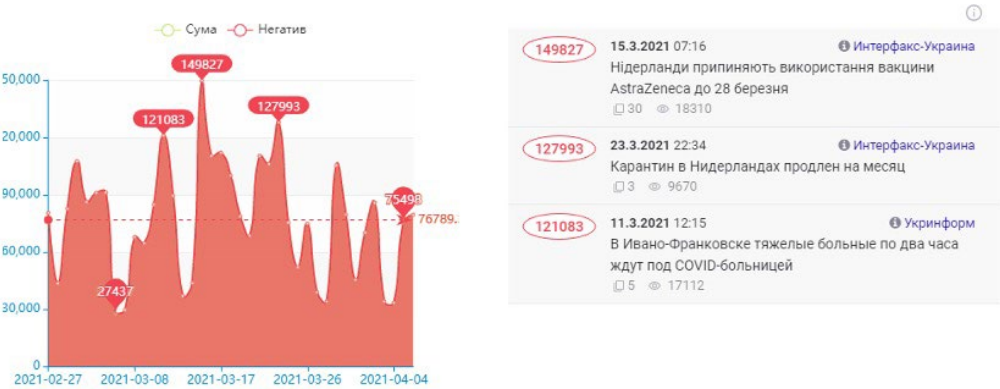 Сума Негатив
149827
127993
121083
50,000
20,000
90,000
75498
76789.
60,000
27437
30,000
0
2021-02-27 2021-03-08 2021-03-17 2021-03-26 2021-04-04
149827 15.3.2021 07:16 Интерфакс-Украина
Нідерланди припиняють використання вакцини
AstraZeneca до 28 березня
30 18310
127993 23.3.2021 22:34 Интерфакс-Украина
Карантин в Нидерландах продлен на месяц
3 9670
121083 11.3.2021 12:15 Укринформ
В Ивано-Франковске тяжелые больные по два часа
ждут под COVID-больницей
5 17112